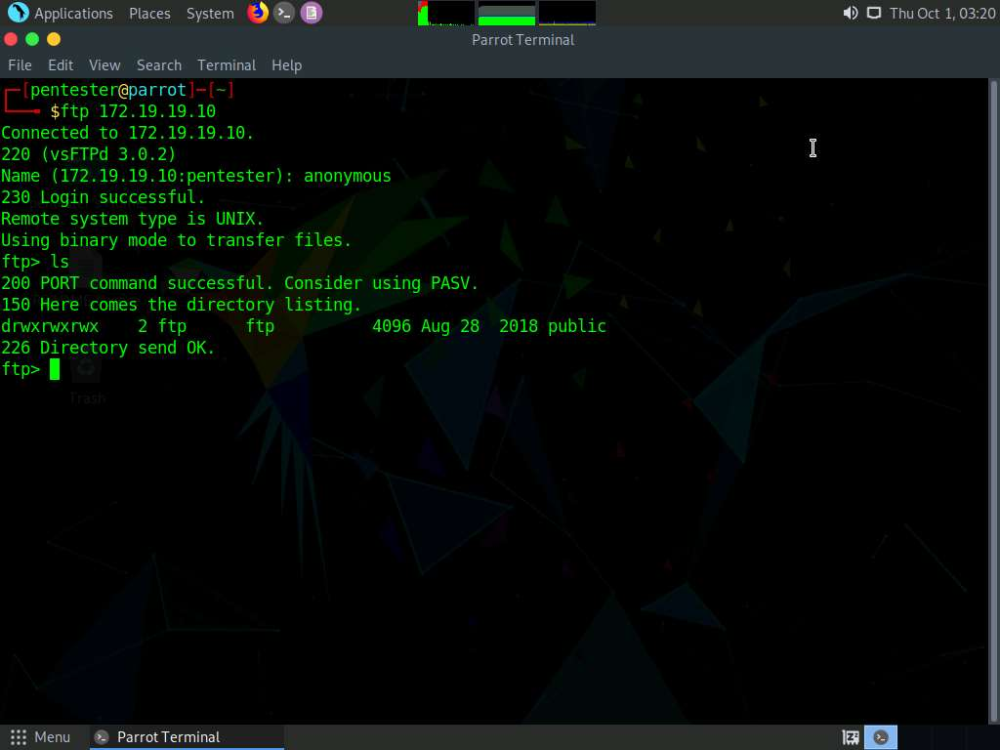 Applications Places System Thu Oct 1, 03:20
Parrot Terminal
File Edit View Search Terminal Help
┌─[pentester@parrot]─[~]
└──╼ $ftp 172.19.19.10
Connected to 172.19.19.10.
220 (vsFTPd 3.0.2)
Name (172.19.19.10:pentester): anonymous
230 Login successful.
Remote system type is UNIX.
Using binary mode to transfer files.
ftp> ls
200 PORT command successful. Consider using PASV.
150 Here comes the directory listing.
drwxrwxrwx    2 ftp      ftp          4096 Aug 28  2018 public
226 Directory send OK.
ftp>
Trash
Menu Parrot Terminal